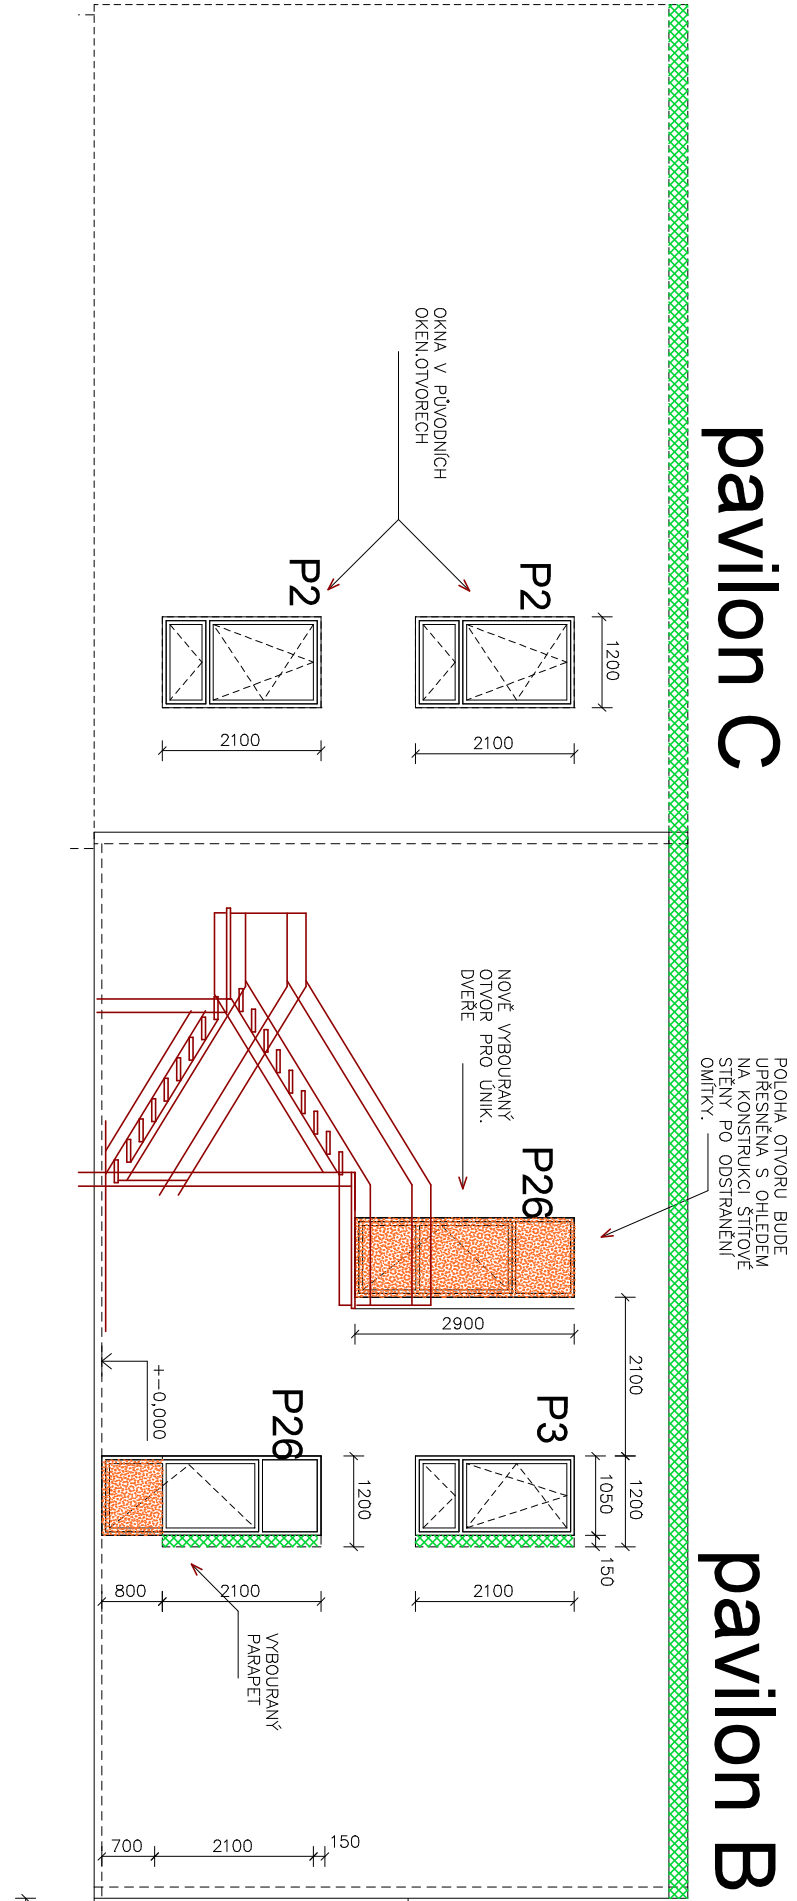 pavilon C
OKNA V PŮVODNÍCH
OKEN.OTVORECH
P2
P2
1200
2100
2100
pavilon B
POLOHA OTVORU BUDE
UPŘESNĚNA S OHLEDEM
NA KONSTRUKCI ŠTÍTOVÉ
STĚNY PO ODSTRANĚNÍ
OMÍTKY.
NOVĚ VYBOURANÝ
OTVOR PRO ÚNIK.
DVEŘE
P26
2900
2100
+-0,000
P26
P3
1200
1050
1200
150
800
2100
2100
VYBOURANÝ
PARAPET
700
2100
150